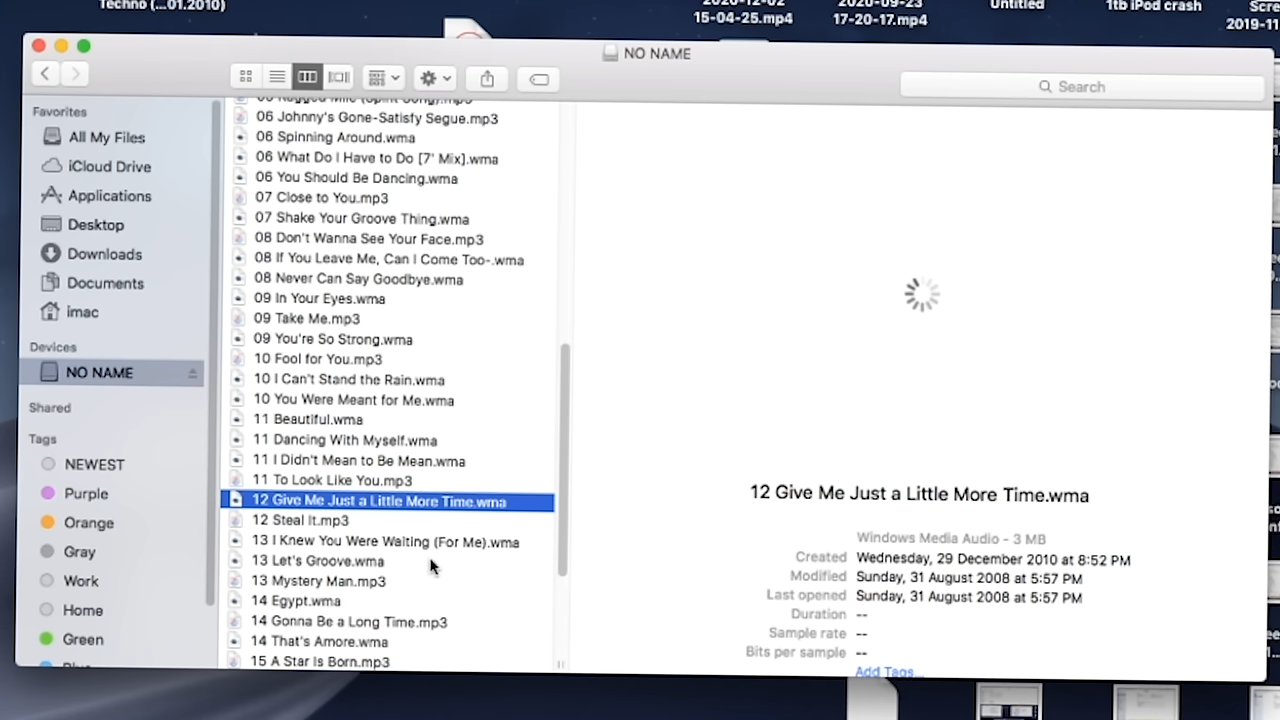 Techno (...01.2010)
2020-12-02
15-04-25.mp4
2020-09-23
17-20-17.mp4
Untitled
1tb iPod crash
Scre
2019-11
NO NAME
Search
Favorites
All My Files
iCloud Drive
Applications
Desktop
Downloads
Documents
imac
Devices
NO NAME
Shared
Tags
NEWEST
Purple
Orange
Gray
Work
Home
Green
06 Johnny's Gone-Satisfy Segue.mp3
06 Spinning Around.wma
06 What Do I Have to Do [7' Mix].wma
06 You Should Be Dancing.wma
07 Close to You.mp3
07 Shake Your Groove Thing.wma
08 Don't Wanna See Your Face.mp3
08 If You Leave Me, Can I Come Too-.wma
08 Never Can Say Goodbye.wma
09 In Your Eyes.wma
09 Take Me.mp3
09 You're So Strong.wma
10 Fool for You.mp3
10 I Can't Stand the Rain.wma
10 You Were Meant for Me.wma
11 Beautiful.wma
11 Dancing With Myself.wma
11 I Didn't Mean to Be Mean.wma
11 To Look Like You.mp3
12 Give Me Just a Little More Time.wma
12 Steal It.mp3
13 I Knew You Were Waiting (For Me).wma
13 Let's Groove.wma
13 Mystery Man.mp3
14 Egypt.wma
14 Gonna Be a Long Time.mp3
14 That's Amore.wma
15 A Star Is Born.mp3
12 Give Me Just a Little More Time.wma
Windows Media Audio - 3 MB
Created Wednesday, 29 December 2010 at 8:52 PM
Modified Sunday, 31 August 2008 at 5:57 PM
Last opened Sunday, 31 August 2008 at 5:57 PM
Duration --
Sample rate --
Bits per sample --
Add Tags...